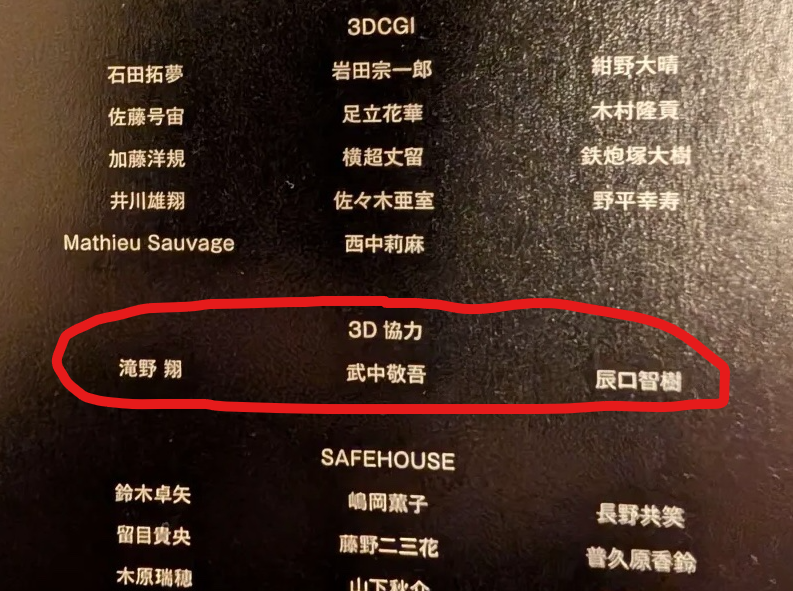 3DCGI
石田拓夢 岩田宗一郎 紺野大晴
佐藤号宙 足立花華 木村隆貢
加藤洋規 横超丈留 鉄炮塚大樹
井川雄翔 佐々木亜室 野平幸寿
Mathieu Sauvage 西中莉麻
3D 協力
滝野 翔 武中敬吾 辰口智樹
SAFEHOUSE
鈴木卓矢 嶋岡薫子 長野共笑
留目貴央 藤野二三花 普久原香鈴
木原瑞穂 山下秋介